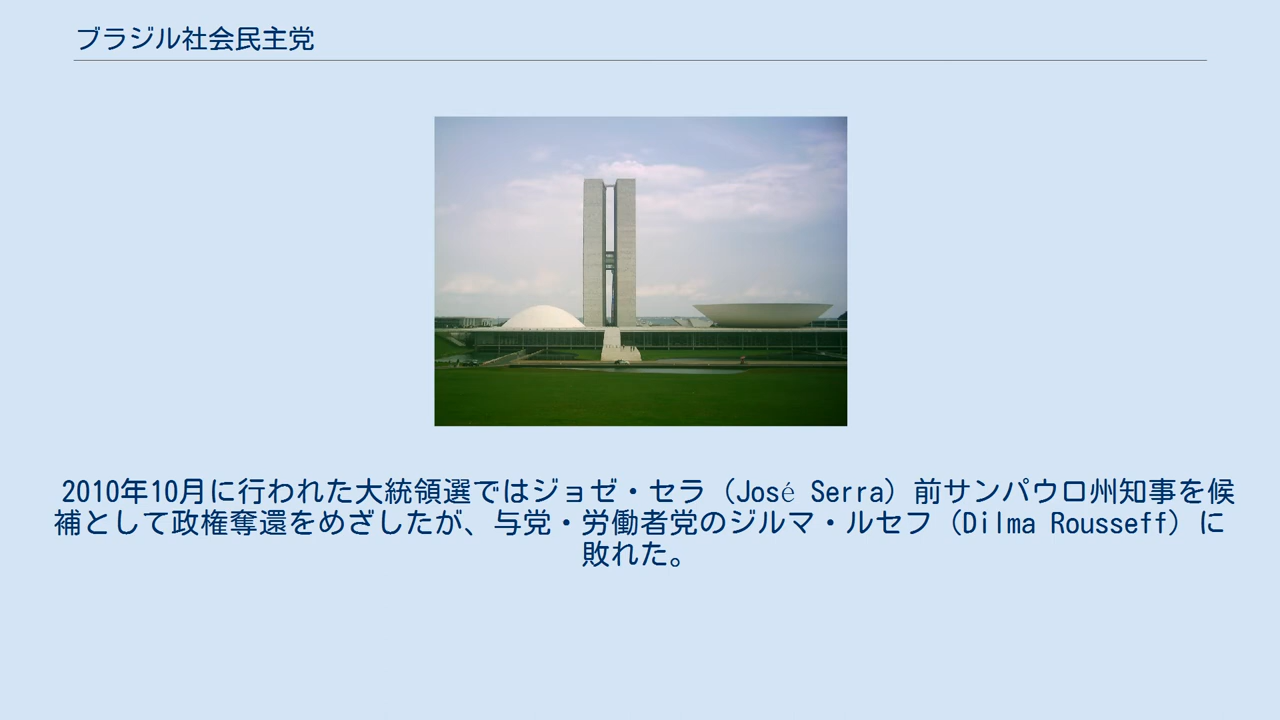 ブラジル社会民主党
2010年10月に行われた大統領選ではジョゼ・セラ（José Serra）前サンパウロ州知事を候
補として政権奪還をめざしたが、与党・労働者党のジルマ・ルセフ（Dilma Rousseff）に
敗れた。